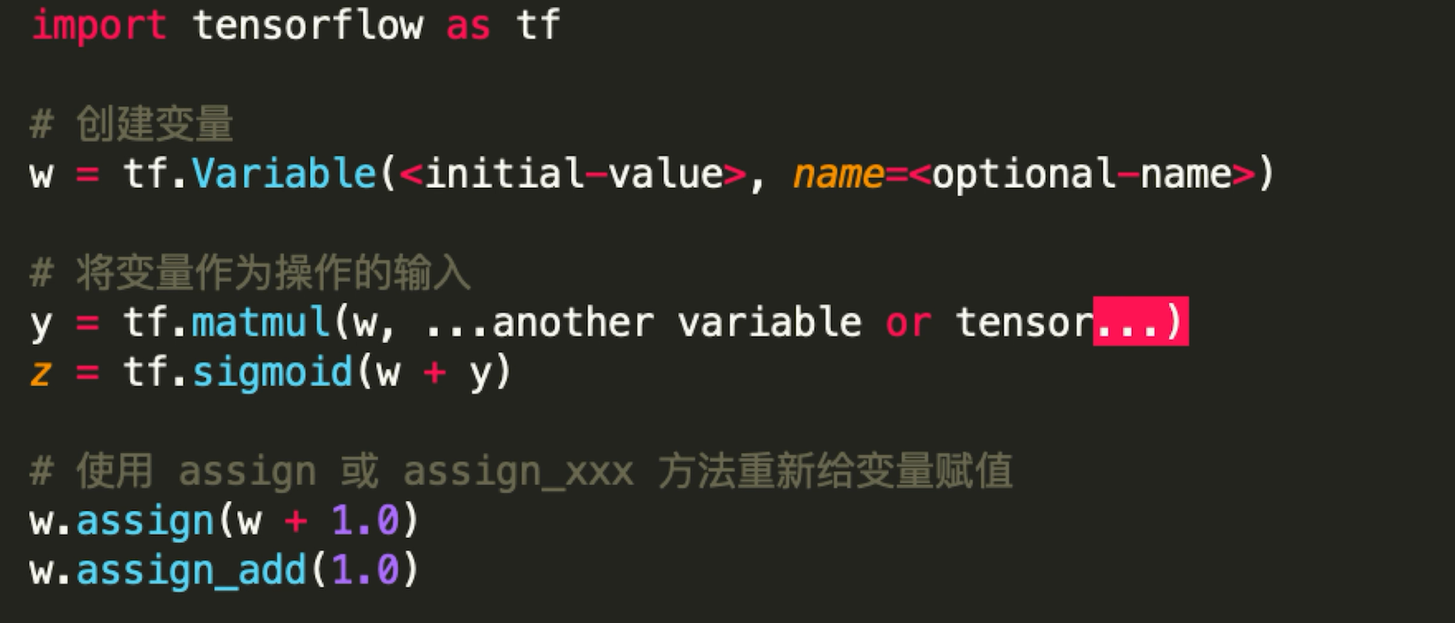 import tensorflow as tf
# 创建变量
w = tf.Variable(<initial-value>, name=<optional-name>)
# 将变量作为操作的输入
y = tf.matmul(w, ...another variable or tensor...)
z = tf.sigmoid(w + y)
# 使用 assign 或 assign_xxx 方法重新给变量赋值
w.assign(w + 1.0)
w.assign_add(1.0)